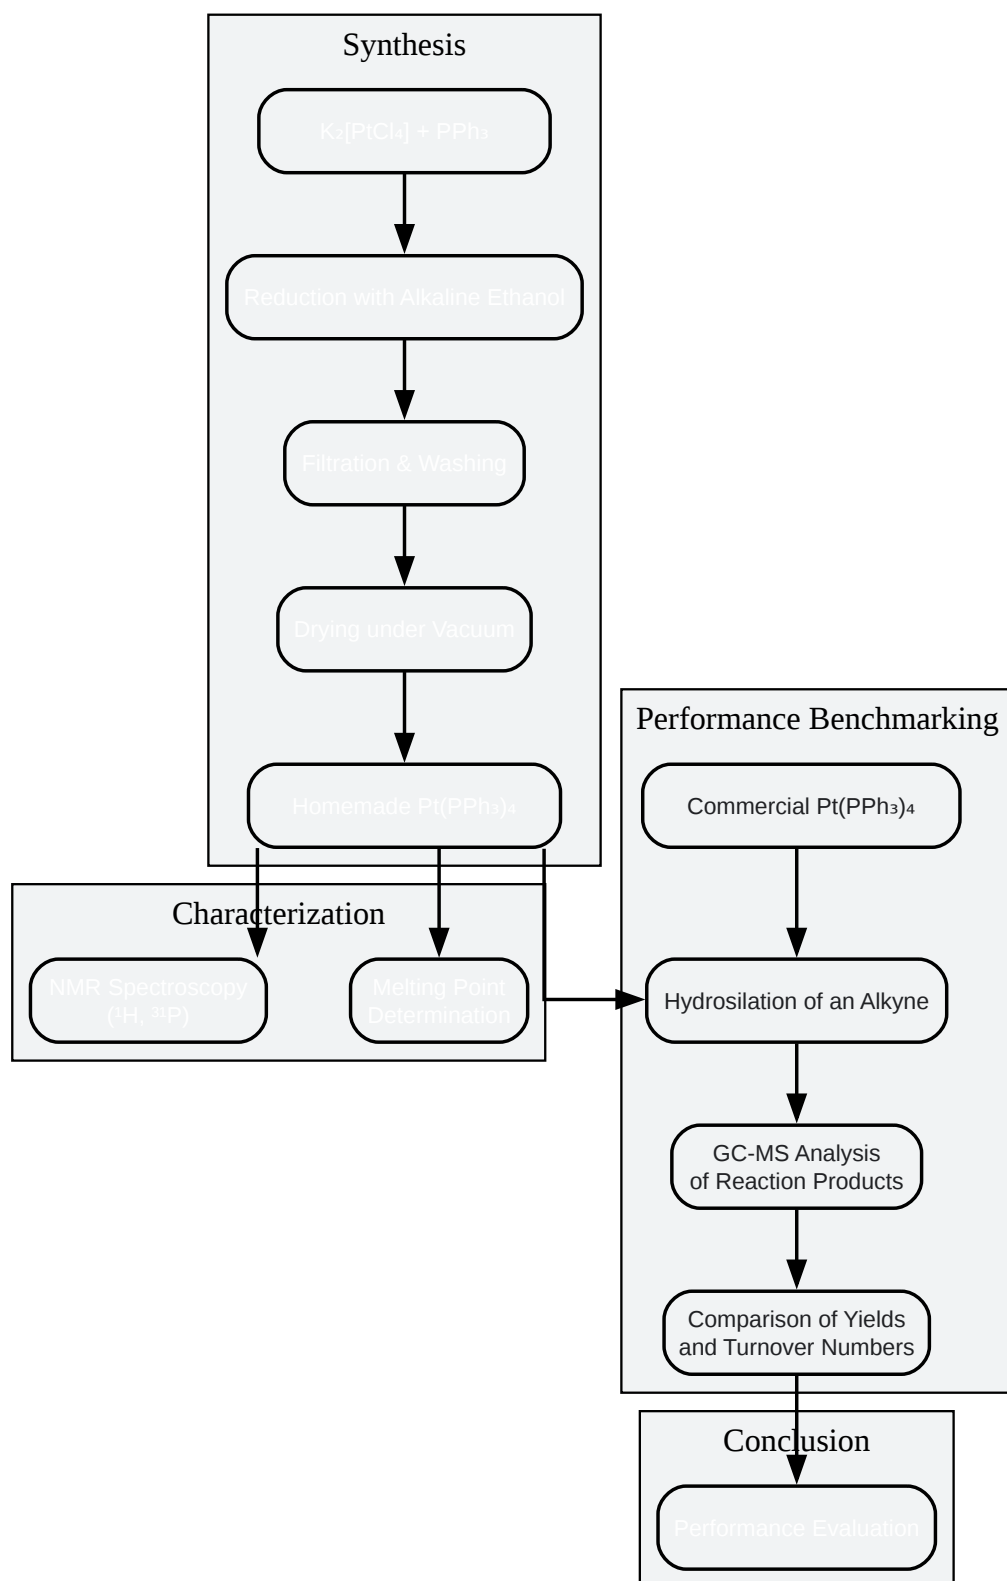 Synthesis
K₂[PtCl₄] + PPh₃
Reduction with Alkaline Ethanol
Filtration & Washing
Drying under Vacuum
Homemade Pt(PPh₃)₄
Performance Benchmarking
Commercial Pt(PPh₃)₄
Characterization
NMR Spectroscopy
(¹H, ³¹P)
Melting Point
Determination
Hydrosilation of an Alkyne
GC-MS Analysis
of Reaction Products
Comparison of Yields
and Turnover Numbers
Conclusion
Performance Evaluation